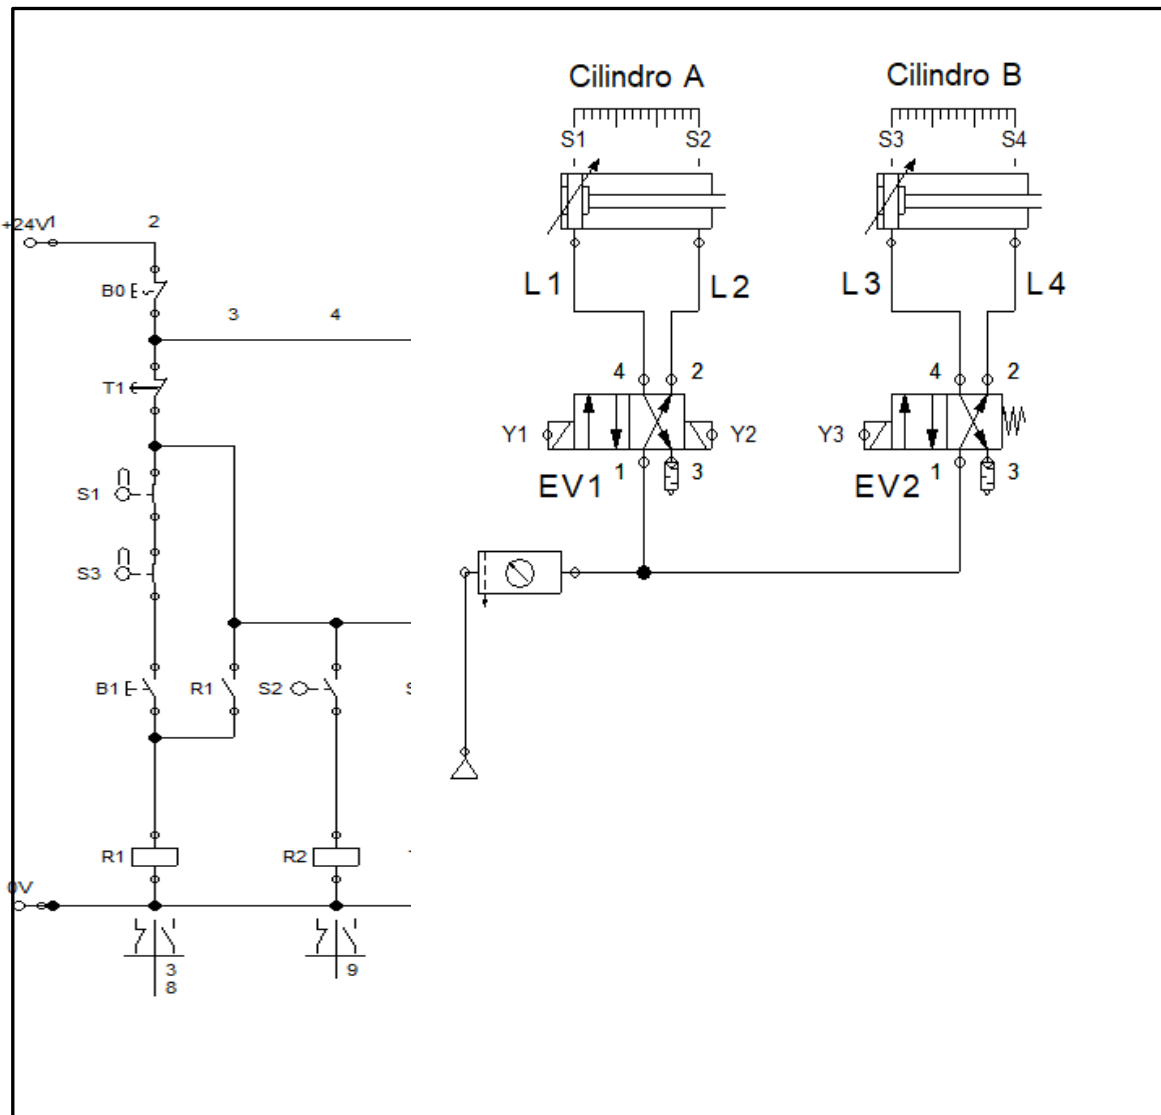 Cilindro A
Cilindro B
S1 S2
S3 S4
+24V 1 2
B0
L1 L2
L3 L4
3 4
T1
4 2
4 2
Y1 Y2
Y3
EV1 1 3
EV2 1 3
S1
S3
B1 R1 S2
R1 R2
0V
3 9
8